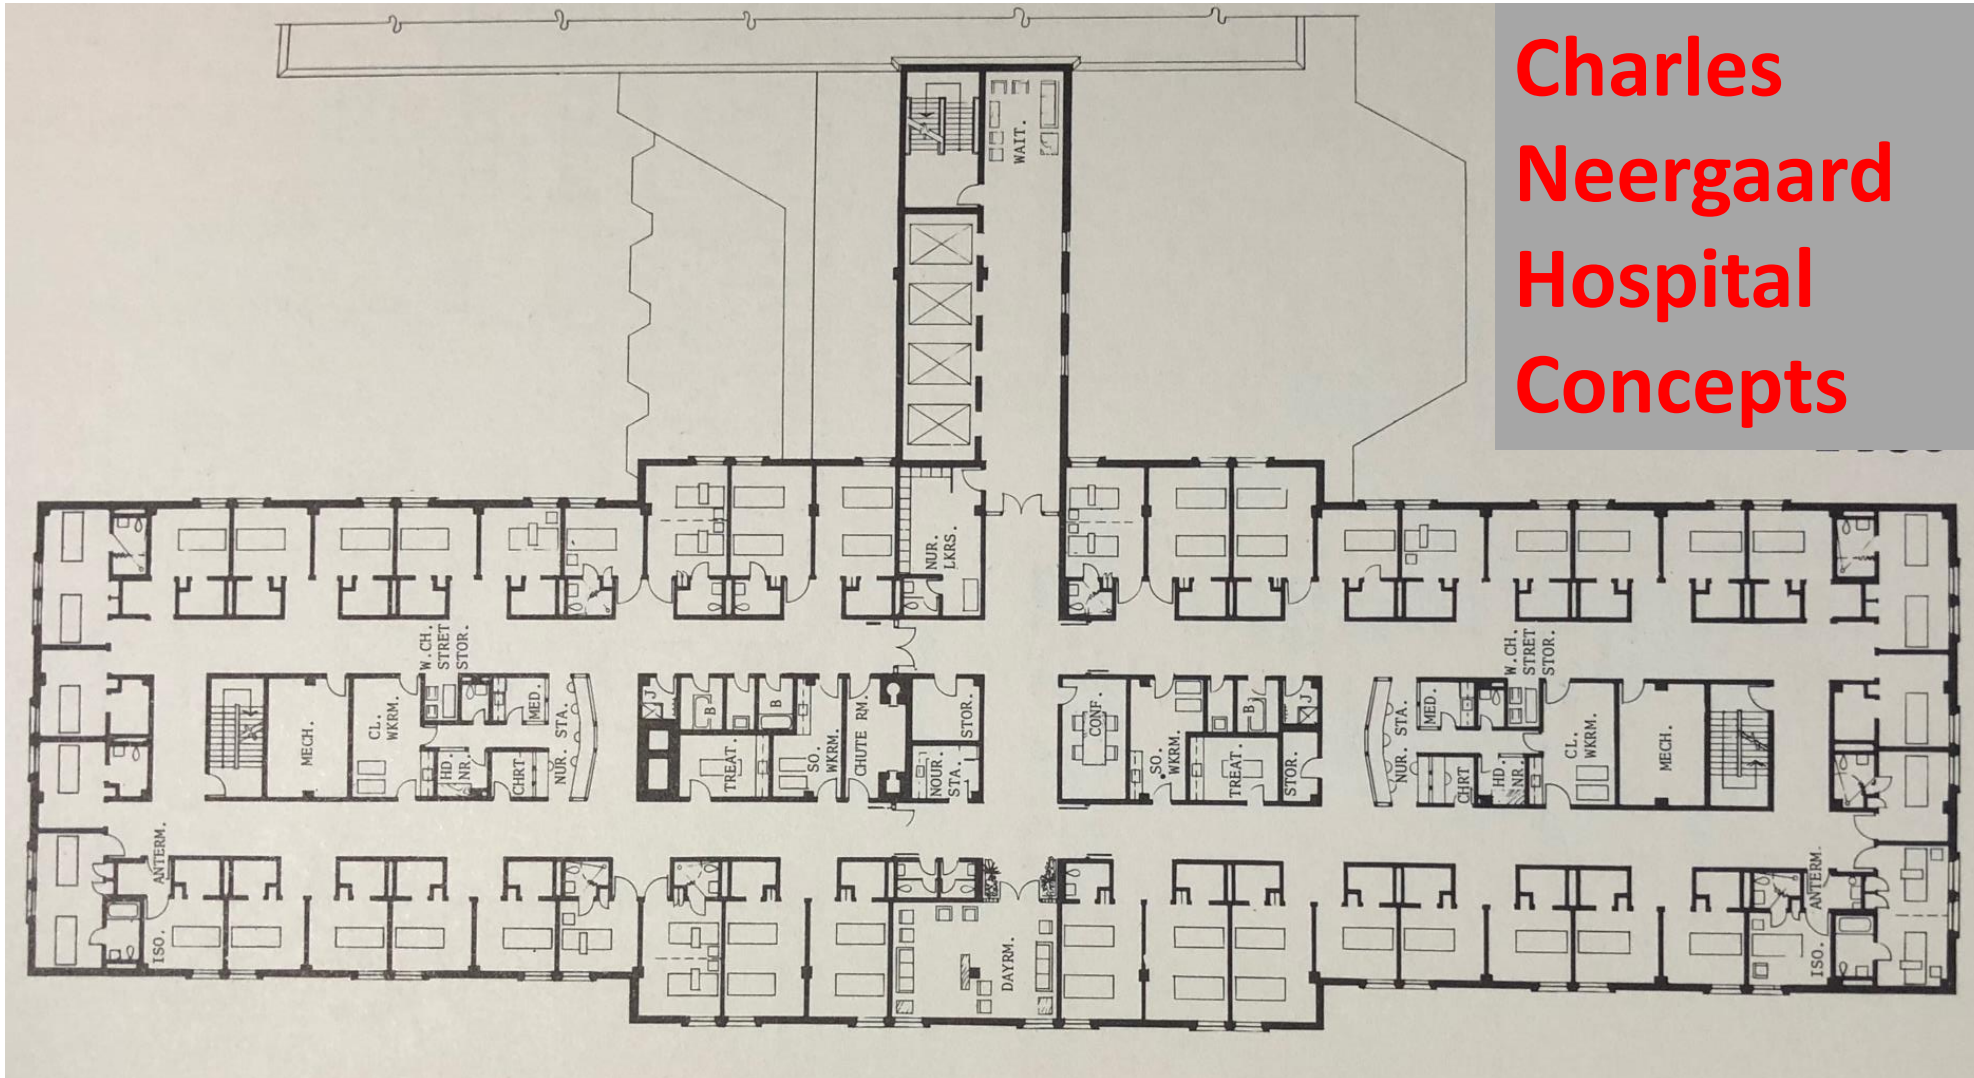 Charles
Neergaard
Hospital
Concepts
WAIT.
NUR.
LKRS.
W.CH.
STRET
STOR.
W.CH.
STRET
STOR.
MECH.
CL.
WKRM.
MED.
HD.
NR.
CHRT.
NUR. STA.
J
B
B
TREAT.
SO.
WKRM.
CHUTE RM.
STOR.
NOUR.
STA.
CONF.
SO.
WKRM.
B
J
TREAT.
STOR.
NUR. STA.
MED.
CHRT
HD.
NR.
CL.
WKRM.
MECH.
ANTERM.
ISO.
DAYRM.
ANTERM.
ISO.